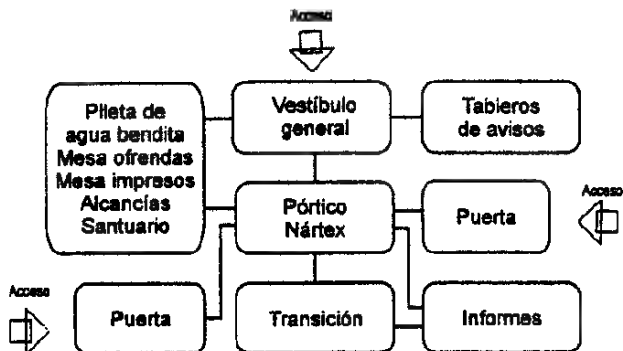 Acceso
Pileta de
agua bendita
Mesa ofrendas
Mesa impresos
Alcancías
Santuario
Vestíbulo
general
Tableros
de avisos
Pórtico
Nártex
Puerta
Acceso
Acceso
Puerta
Transición
Informes